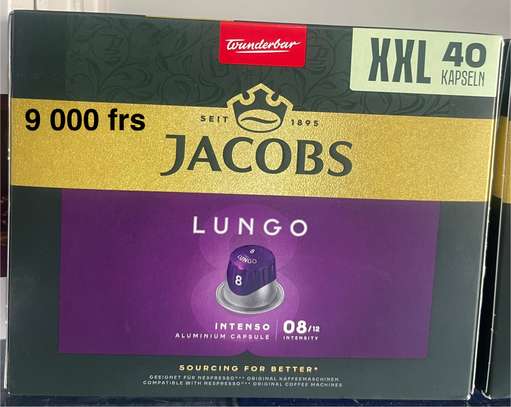 Wunderbar
XXL 40
KAPSELN
9 000 frs
SEIT 1895
JACOBS
LUNGO
LUNGO
8
8
INTENSO
ALUMINIUM CAPSULE
08/12
INTENSITY
SOURCING FOR BETTER*
GEEIGNET FÜR NESPRESSO*** ORIGINAL KAFFEEMASCHINEN
COMPATIBLE WITH NESPRESSO*** ORIGINAL COFFEE MACHINES